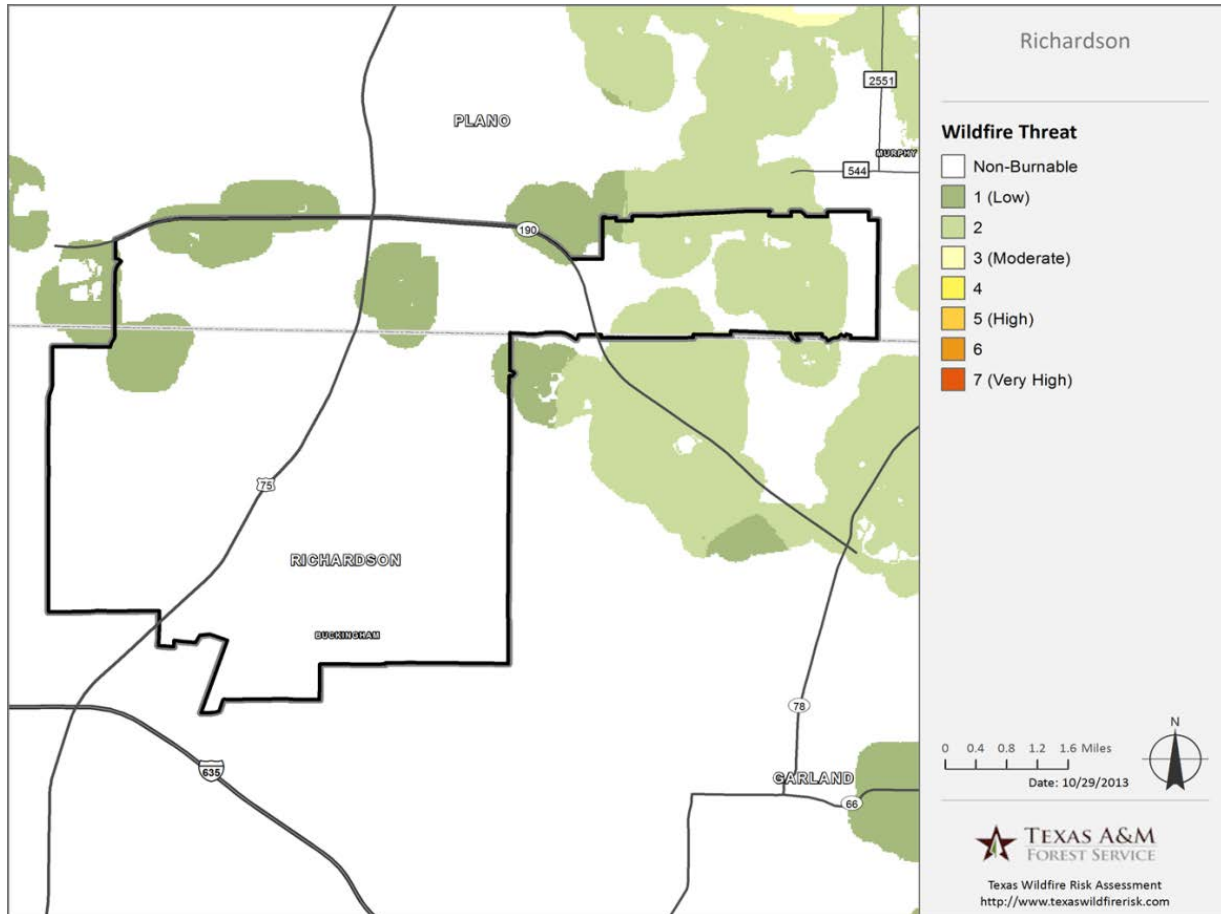 PLANO
2551
MURPHY
544
190
75
RICHARDSON
BUCKINGHAM
78
635
GARLAND
66
Richardson
Wildfire Threat
Non-Burnable
1 (Low)
2
3 (Moderate)
4
5 (High)
6
7 (Very High)
N
0 0.4 0.8 1.2 1.6 Miles
Date: 10/29/2013
TEXAS A&M
FOREST SERVICE
Texas Wildfire Risk Assessment
http://www.texaswildfirerisk.com